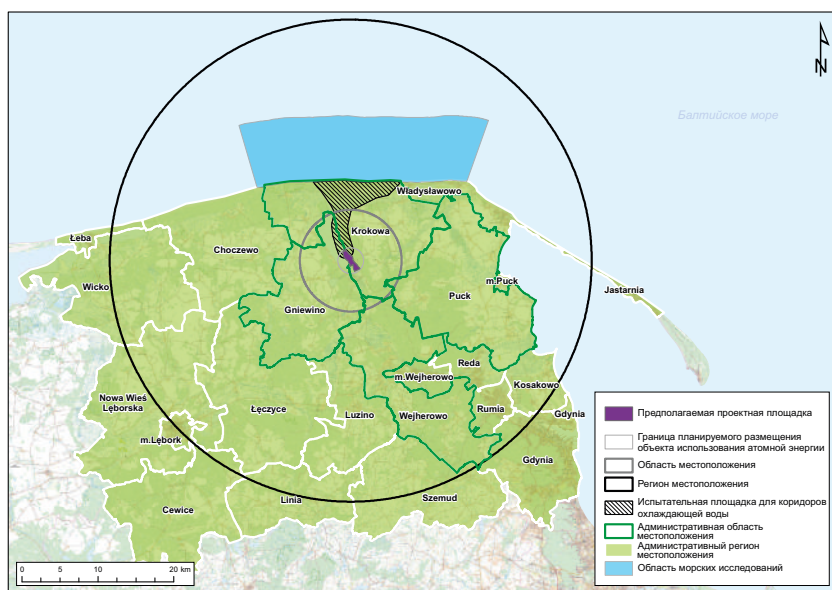 N
Балтийское море
Władysławowo
Łeba
Krokowa
Choczewo
Wicko
m.Puck
Puck
Jastarnia
Gniewino
Reda
m.Wejherowo
Kosakowo
Nowa Wieś
Lęborska
Łęczyce
Luzino
Wejherowo
Rumia
Gdynia
m.Lębork
Gdynia
Linia
Szemud
Cewice
Предполагаемая проектная площадка
Граница планируемого размещения
объекта использования атомной энергии
Область местоположения
Регион местоположения
Испытательная площадка для коридоров
охлаждающей воды
Административная область
местоположения
Административный регион
местоположения
Область морских исследований
0 5 10 20 km